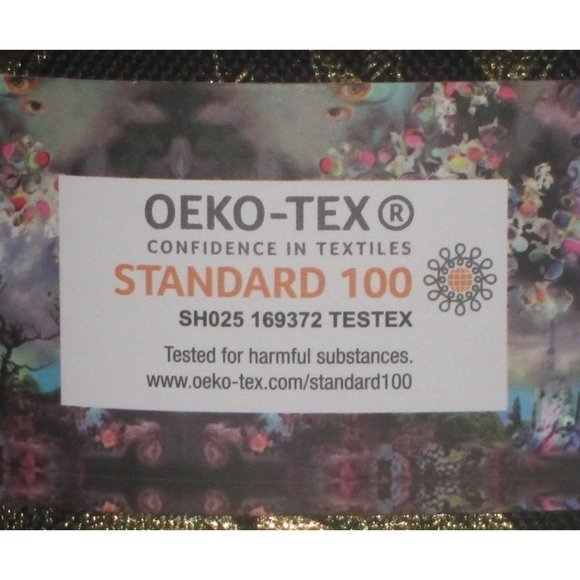 OEKO-TEX®
CONFIDENCE IN TEXTILES
STANDARD 100
SH025 169372 TESTEX
Tested for harmful substances.
www.oeko-tex.com/standard100